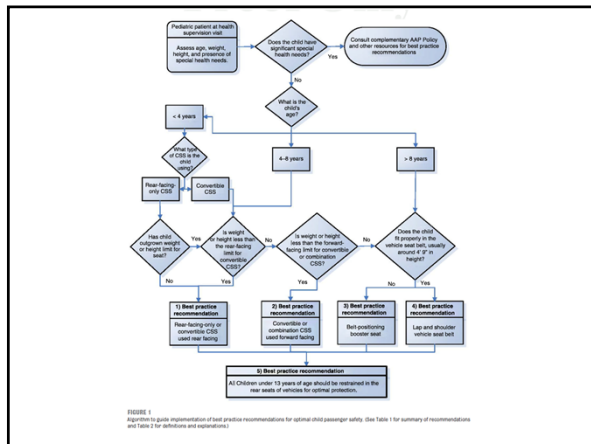 Pediatric patient at health
supervision visit
Assess age, weight,
height, and presence of
special health needs.
Does the child have
significant special
health needs?
Yes
Consult complementary AAP Policy
and other resources for best practice
recommendations
No
What is the
child's
age?
< 4 years
4–8 years
> 8 years
What type
of CSS is the
child
using?
Rear-facing-
only CSS
Convertible
CSS
Has child
outgrown weight
or height limit for
seat?
Yes
Is weight
or height less than
the rear-facing
limit for
convertible
CSS?
No
Is weight or height
less than the forward-
facing limit for convertible
or combination
CSS?
No
Does the child
fit properly in the
vehicle seat belt, usually
around 4' 9" in
height?
No
Yes
Yes
No
Yes
1) Best practice
recommendation
Rear-facing-only or
convertible CSS
used rear facing
2) Best practice
recommendation
Convertible or
combination CSS
used forward facing
3) Best practice
recommendation
Belt-positioning
booster seat
4) Best practice
recommendation
Lap and shoulder
vehicle seat belt
5) Best practice recommendation
All Children under 13 years of age should be restrained in the
rear seats of vehicles for optimal protection.
FIGURE 1
Algorithm to guide implementation of best practice recommendations for optimal child passenger safety. (See Table 1 for summary of recommendations
and Table 2 for definitions and explanations.)